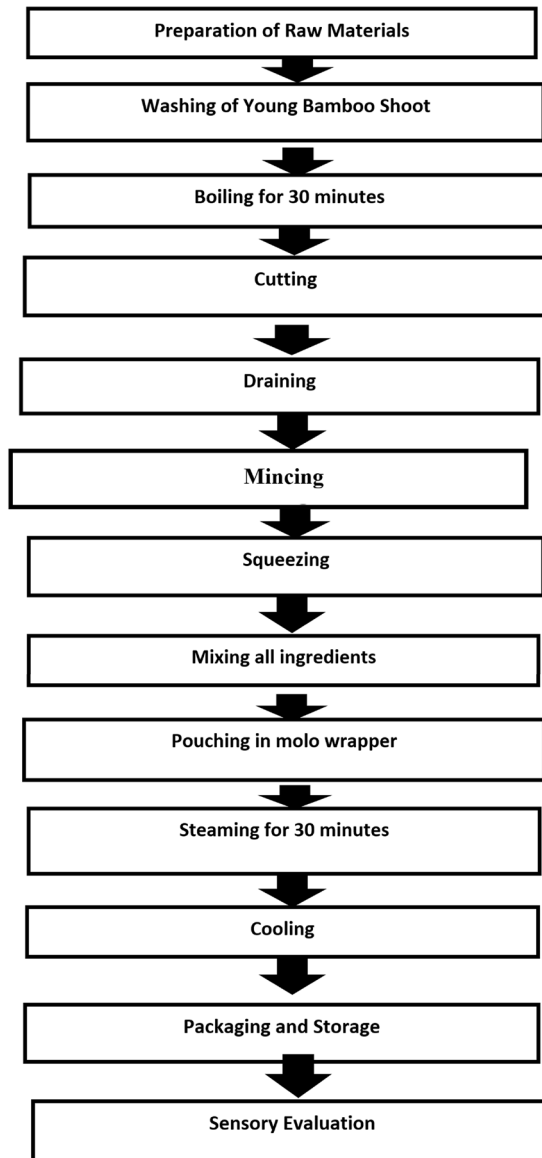 Preparation of Raw Materials
Washing of Young Bamboo Shoot
Boiling for 30 minutes
Cutting
Draining
Mincing
Squeezing
Mixing all ingredients
Pouching in molo wrapper
Steaming for 30 minutes
Cooling
Packaging and Storage
Sensory Evaluation